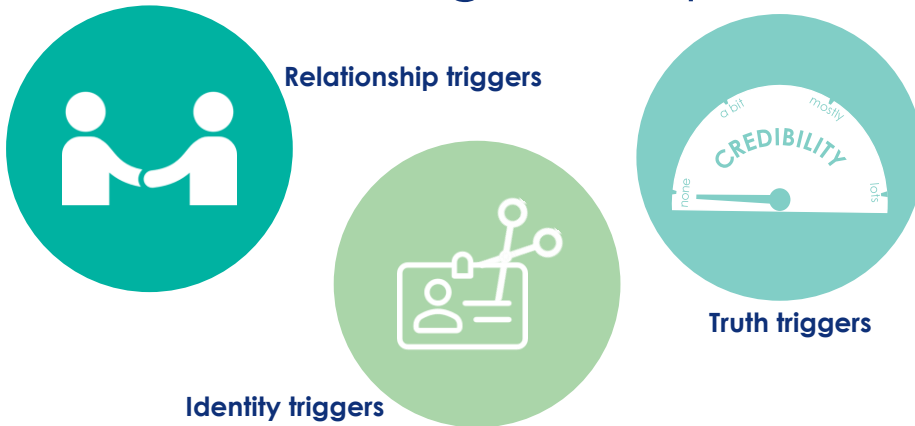 Relationship triggers
a bit
mostly
CREDIBILITY
none
lots
Truth triggers
Identity triggers